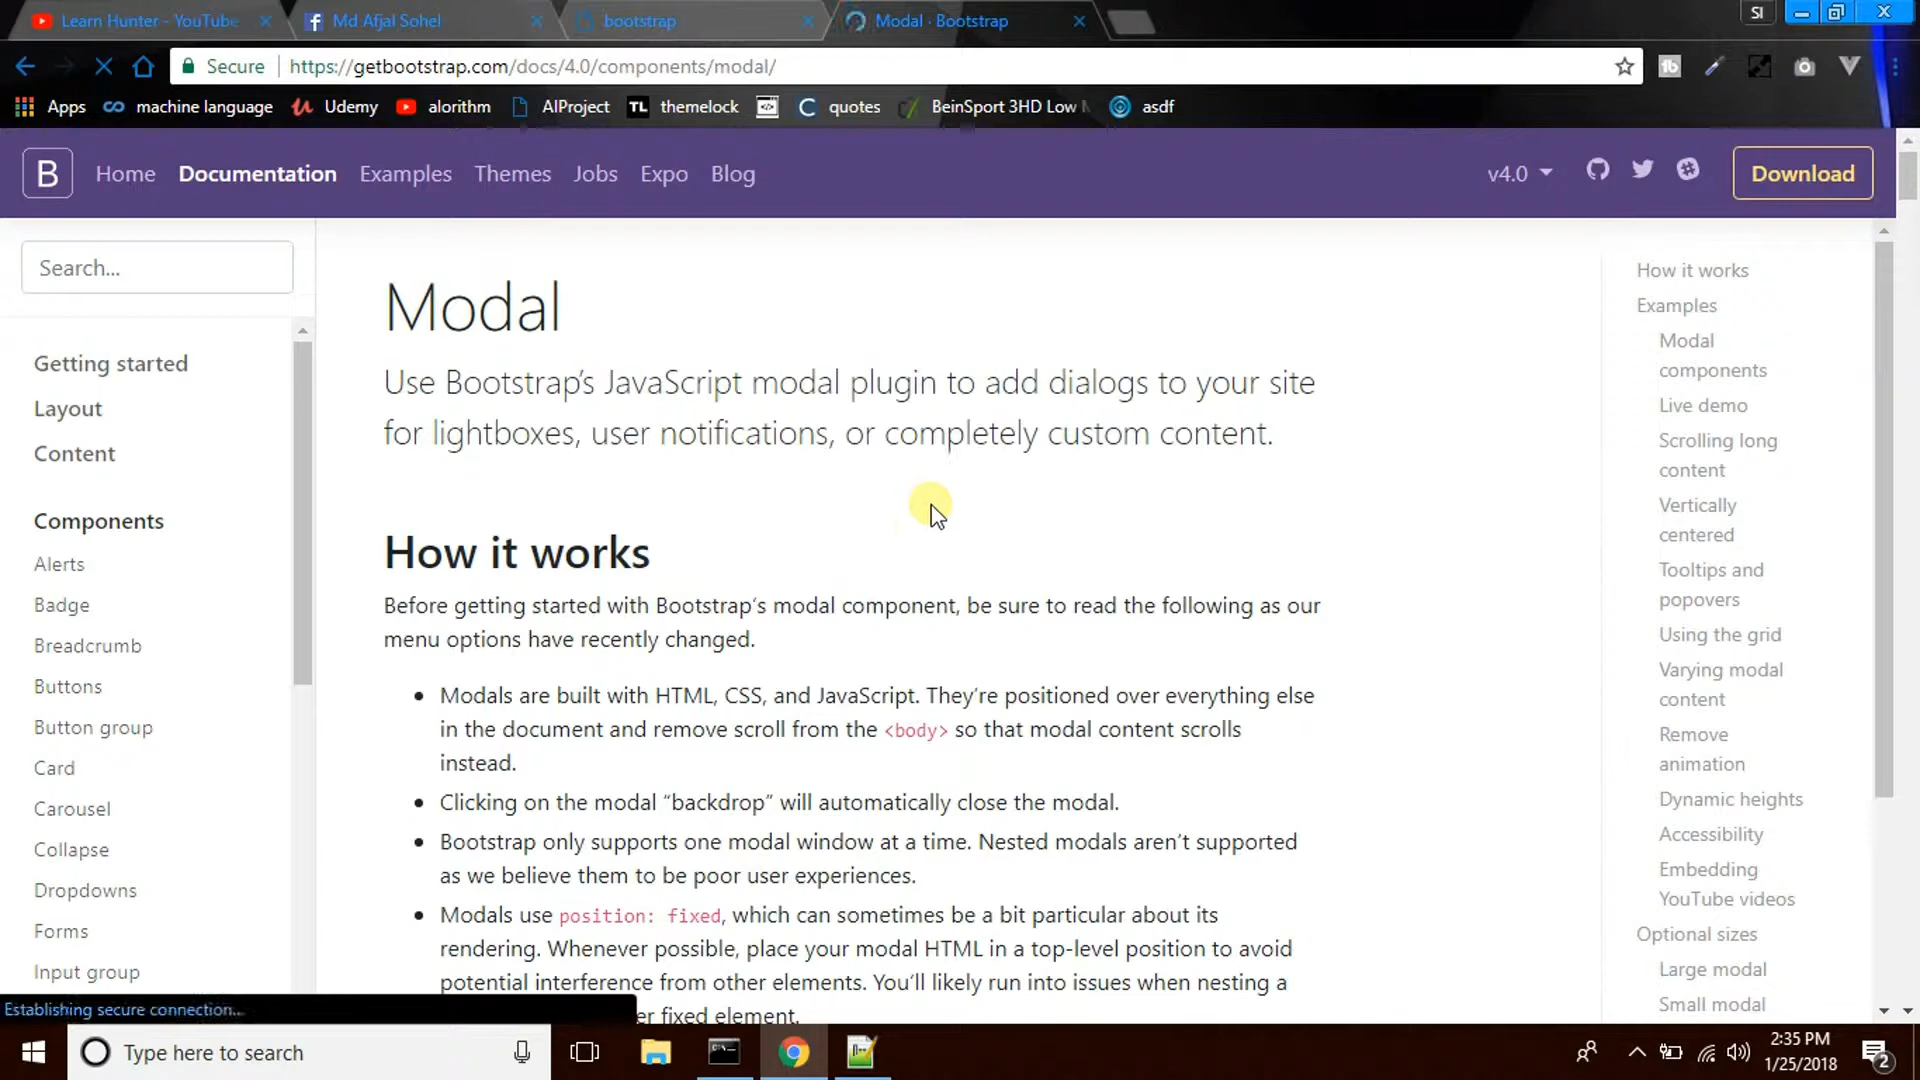 Learn Hunter - YouTube
Md Afjal Sohel
bootstrap
Modal · Bootstrap
SI
Secure
https://getbootstrap.com/docs/4.0/components/modal/
Apps
machine language
Udemy
alorithm
AIProject
TL
themelock
quotes
BeinSport 3HD Low
asdf
B
Home
Documentation
Examples
Themes
Jobs
Expo
Blog
v4.0
Download
Search...
Getting started
Layout
Content
Components
Alerts
Badge
Breadcrumb
Buttons
Button group
Card
Carousel
Collapse
Dropdowns
Forms
Input group
Modal
Use Bootstrap’s JavaScript modal plugin to add dialogs to your site
for lightboxes, user notifications, or completely custom content.
How it works
Before getting started with Bootstrap’s modal component, be sure to read the following as our
menu options have recently changed.
• Modals are built with HTML, CSS, and JavaScript. They’re positioned over everything else
in the document and remove scroll from the <body> so that modal content scrolls
instead.
• Clicking on the modal “backdrop” will automatically close the modal.
• Bootstrap only supports one modal window at a time. Nested modals aren’t supported
as we believe them to be poor user experiences.
• Modals use position: fixed, which can sometimes be a bit particular about its
rendering. Whenever possible, place your modal HTML in a top-level position to avoid
potential interference from other elements. You’ll likely run into issues when nesting a
er fixed element.
How it works
Examples
Modal
components
Live demo
Scrolling long
content
Vertically
centered
Tooltips and
popovers
Using the grid
Varying modal
content
Remove
animation
Dynamic heights
Accessibility
Embedding
YouTube videos
Optional sizes
Large modal
Small modal
Establishing secure connection...
Type here to search
2:35 PM
1/25/2018
2